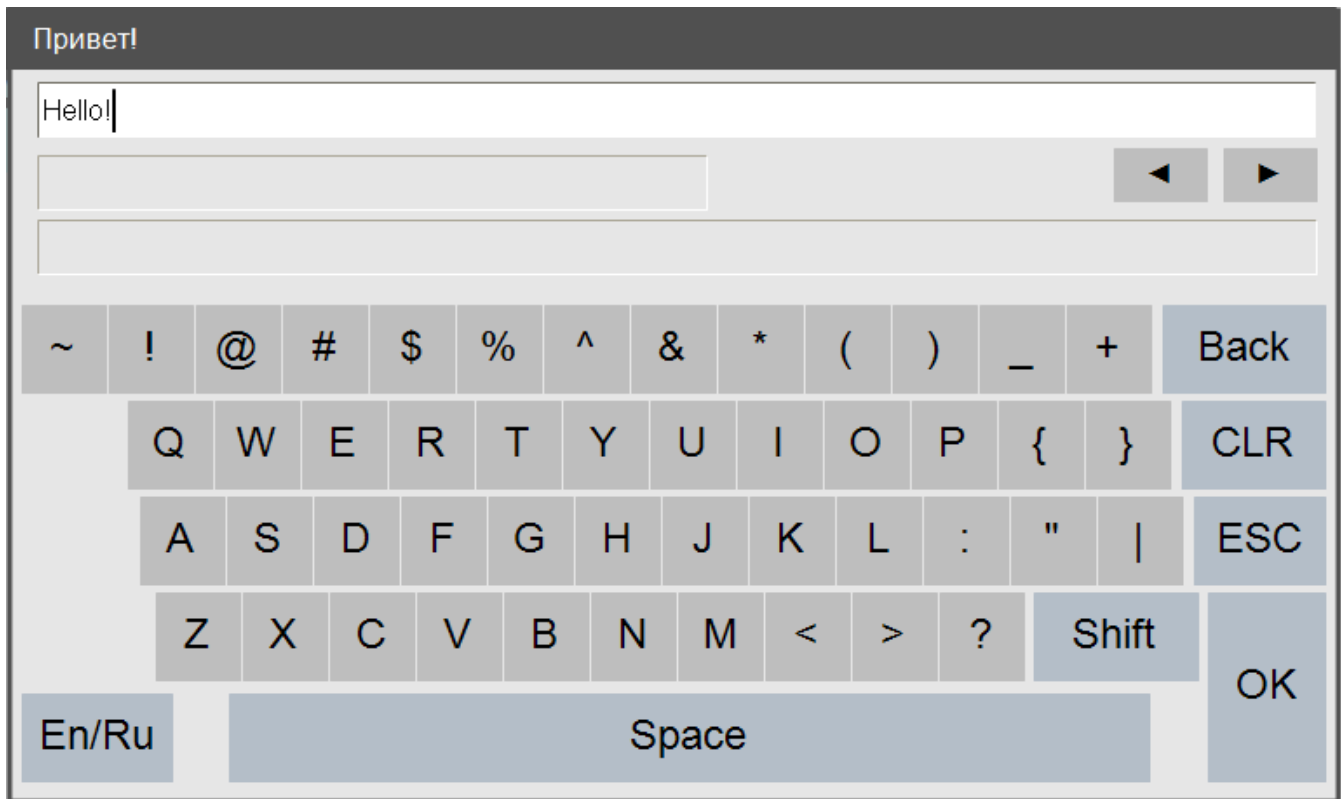 Привет!
Hello!
◄ ►
~ ! @ # $ % ^ & * ( ) _ + Back
Q W E R T Y U I O P { } CLR
A S D F G H J K L : " | ESC
Z X C V B N M < > ? Shift
OK
En/Ru Space